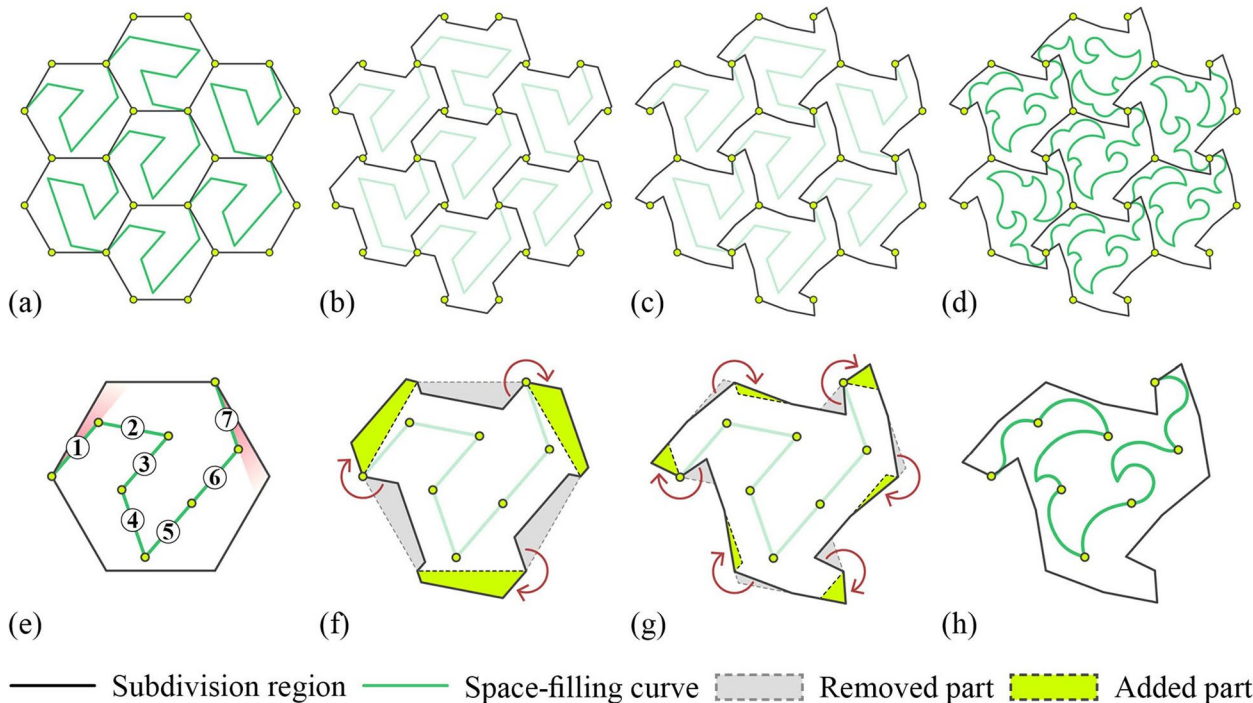 (a) (b) (c) (d)
1 2 3 4 5 6 7
(e) (f) (g) (h)
Subdivision region Space-filling curve Removed part Added part